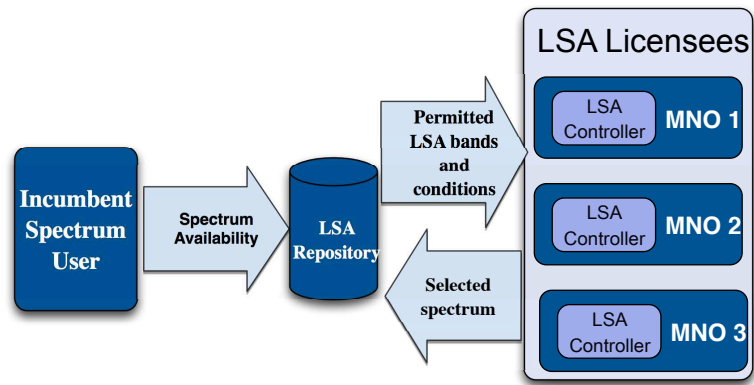 LSA Licensees
LSA
Controller
MNO 1
Permitted
LSA bands
and
conditions
Incumbent
Spectrum
User
Spectrum
Availability
LSA
Repository
LSA
Controller
MNO 2
Selected
spectrum
LSA
Controller
MNO 3